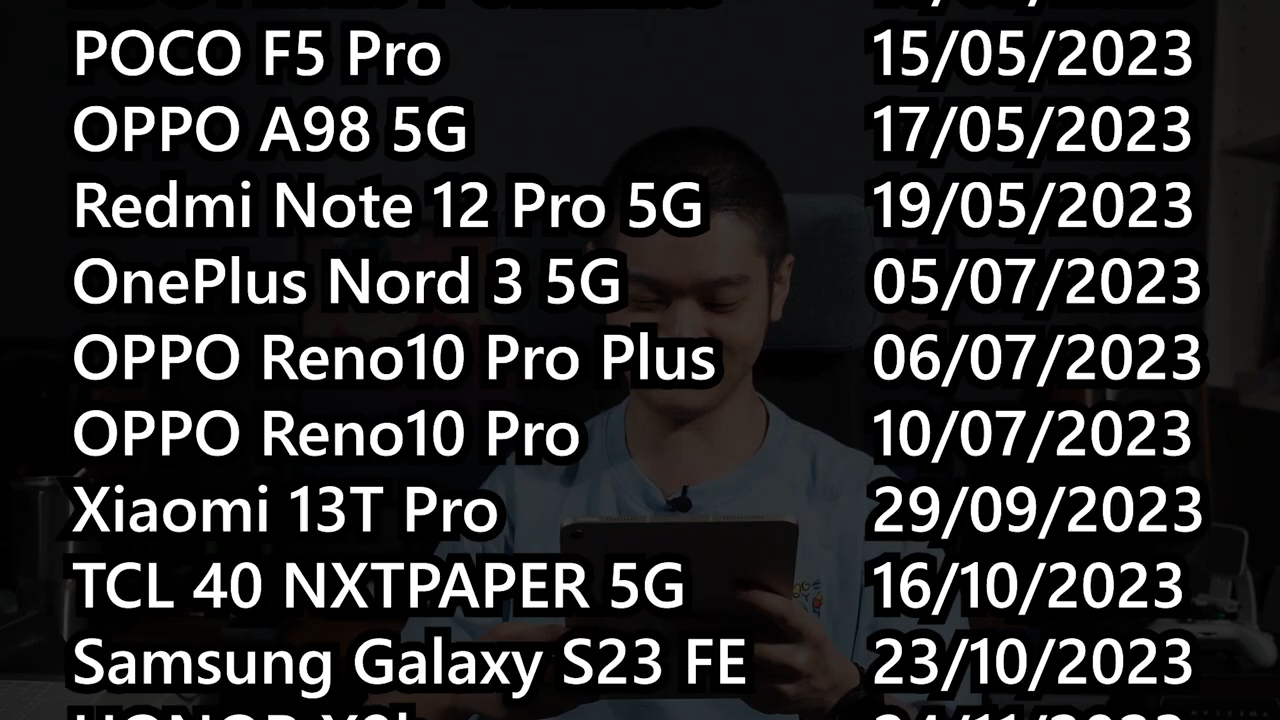 POCO F5 Pro 15/05/2023
OPPO A98 5G 17/05/2023
Redmi Note 12 Pro 5G 19/05/2023
OnePlus Nord 3 5G 05/07/2023
OPPO Reno10 Pro Plus 06/07/2023
OPPO Reno10 Pro 10/07/2023
Xiaomi 13T Pro 29/09/2023
TCL 40 NXTPAPER 5G 16/10/2023
Samsung Galaxy S23 FE 23/10/2023